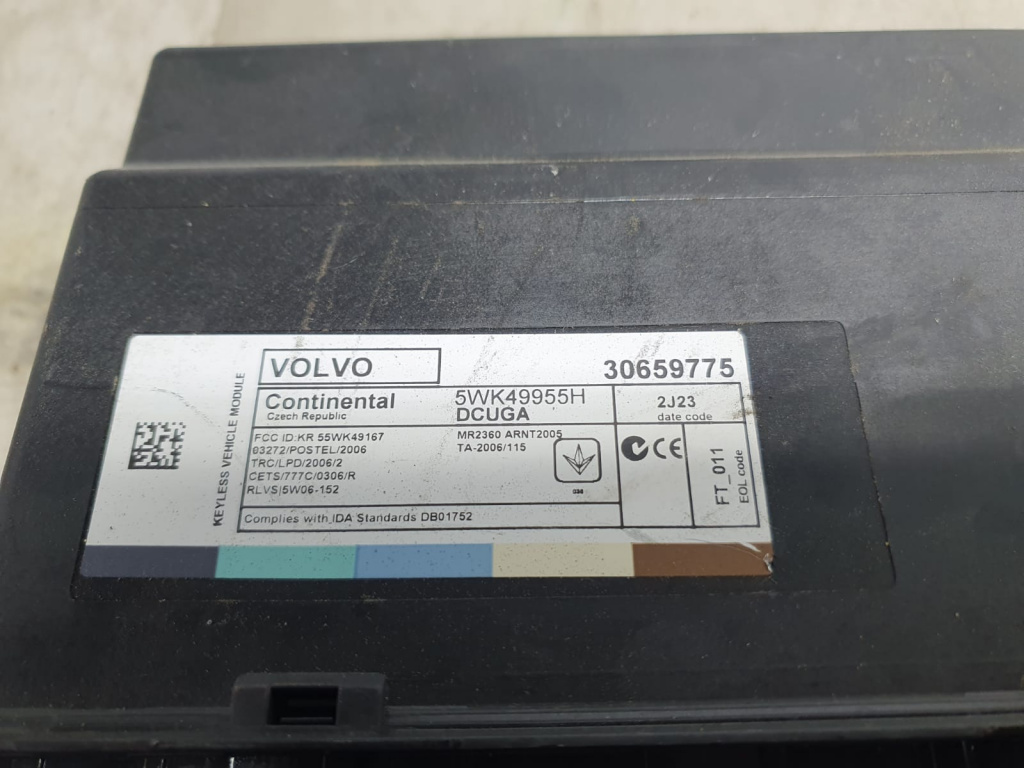 VOLVO
30659775
Continental
Czech Republic
5WK49955H
DCUGA
2J23
date code
KEYLESS VEHICLE MODULE
FCC ID:KR 55WK49167
03272/POSTEL/2006
TRC/LPD/2006/2
CETS/777C/0306/R
RLVS|5W06-152
MR2360 ARNT2005
TA-2006/115
CE
FT_011
EOL code
Complies with IDA Standards DB01752